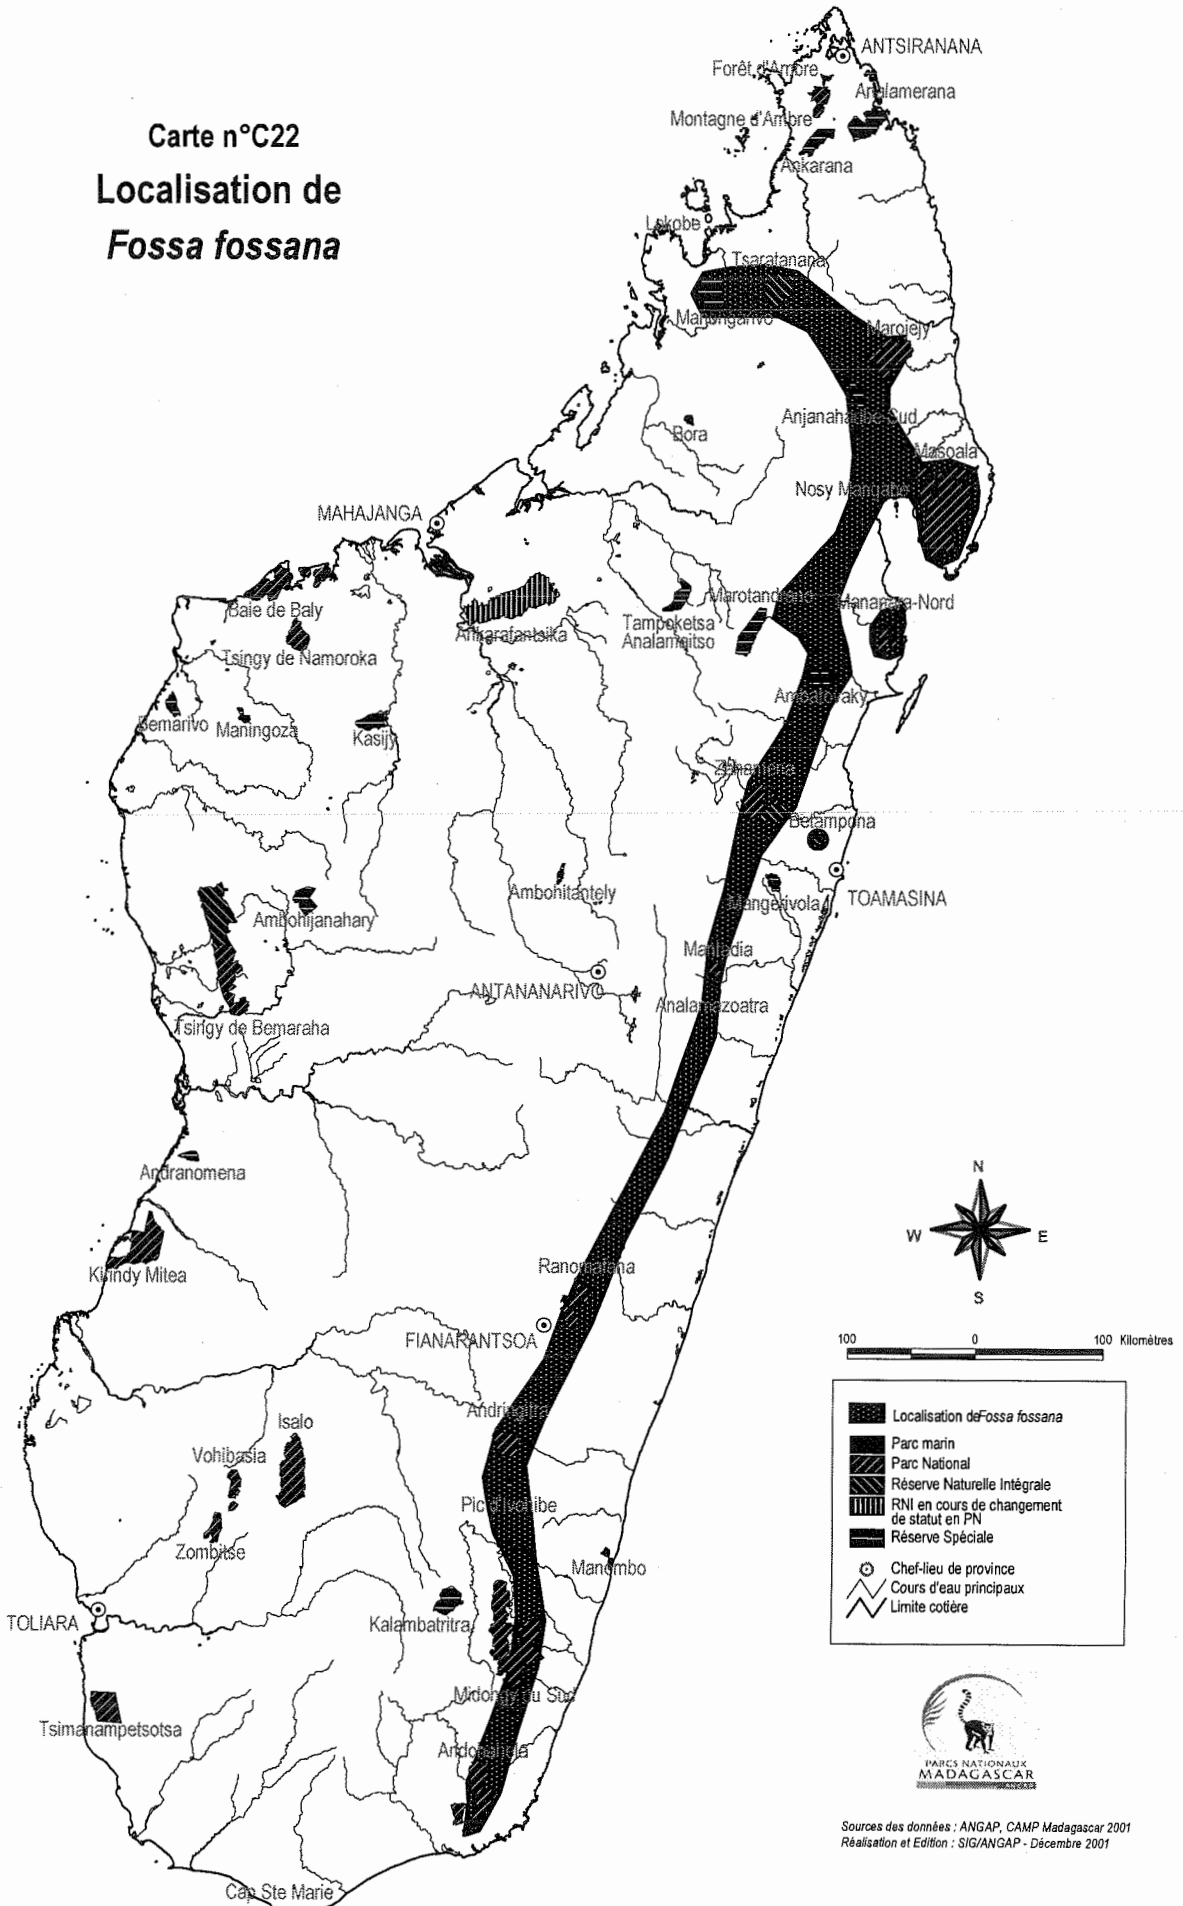 Carte n°C22
Localisation de
Fossa fossana
ANTSIRANANA
Forêt d'Ambre
Analamerana
Montagne d'Ambre
Ankarana
Lokobe
Tsaratanana
Manongarivo
Marojejy
Anjanaharibe-Sud
Bora
Masoala
Nosy Mangabe
MAHAJANGA
Baie de Baly
Ankarafantsika
Marotandrano
Mananara-Nord
Tampoketsa
Analamaitso
Tsingy de Namoroka
Bemarivo
Maningoza
Kasijy
Ambatovaky
Zahamena
Betampona
Ambohitantely
Mangerivola
TOAMASINA
Ambohijanahary
Mantadia
ANTANANARIVO
Analamazoatra
Tsingy de Bemaraha
Andranomena
Kirindy Mitea
Ranomafana
FIANARANTSOA
Andringitra
Isalo
Vohibasia
Pic d'Ivohibe
Zombitse
Manombo
TOLIARA
Kalambatritra
Midongy du Sud
Tsimanampetsotsa
Andohahela
Cap Ste Marie
N
W E
S
100 0 100 Kilomètres
Localisation de Fossa fossana
Parc marin
Parc National
Réserve Naturelle Intégrale
RNI en cours de changement
de statut en PN
Réserve Spéciale
Chef-lieu de province
Cours d'eau principaux
Limite cotière
PARCS NATIONAUX
MADAGASCAR
ANGAP
Sources des données : ANGAP, CAMP Madagascar 2001
Réalisation et Edition : SIG/ANGAP - Décembre 2001